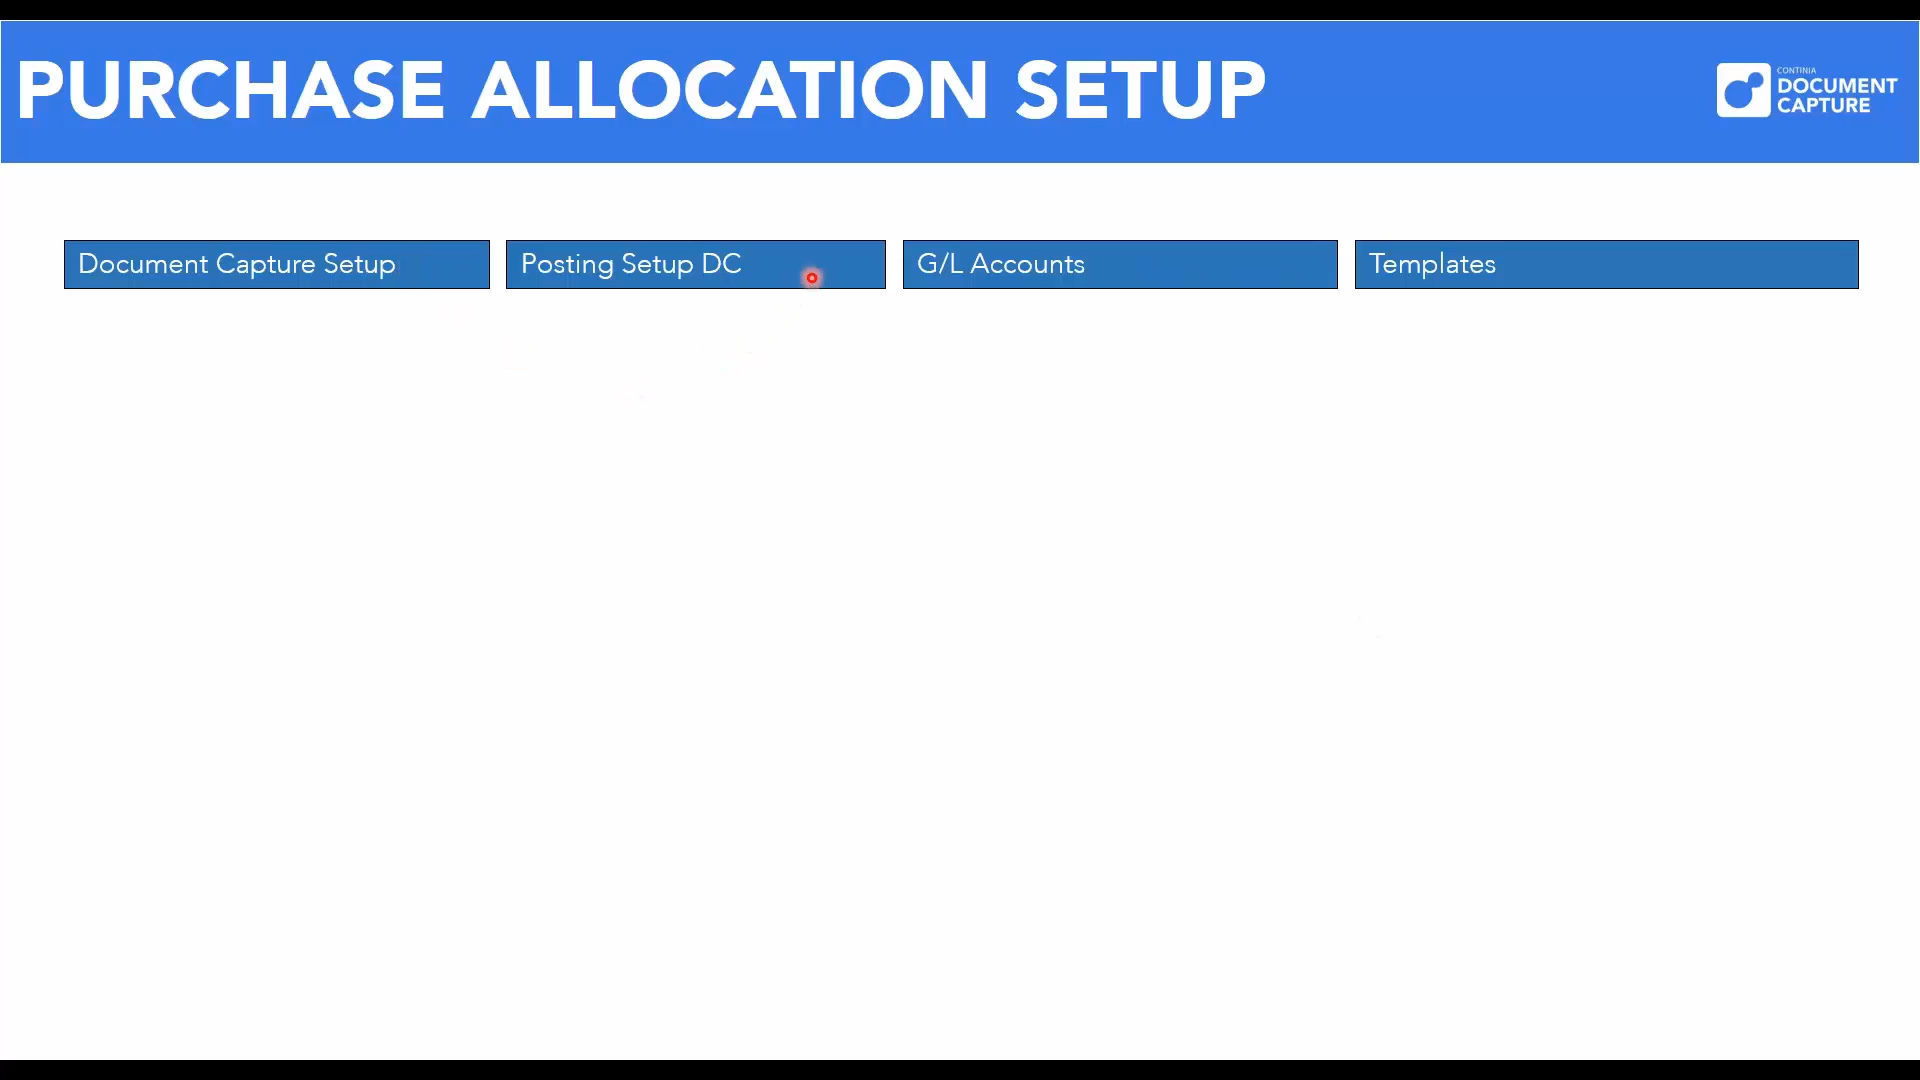 PURCHASE ALLOCATION SETUP
CONTINIA
DOCUMENT
CAPTURE
Document Capture Setup
Posting Setup DC
G/L Accounts
Templates